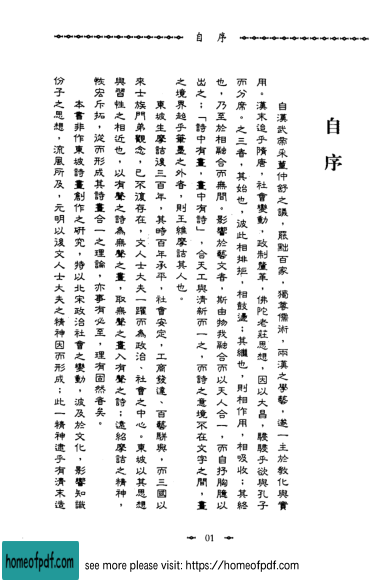 自序
自序
自漢武帝采董仲舒之議，罷黜百家，獨尊儒術，兩漢之學藝，遂一主於敎化與實
用。漢末迨乎隋唐，社會變動，政制釐革，佛陀老莊思想，因以大昌，駸駸乎欲與孔子
而分席。之三者，其始也，彼此相排拒，相鼓盪；其繼也，則相作用，相吸收；其終
也，乃至於相融合而無間。影響於藝文者，斯由物我融合而以天人合一，而自抒胸臆以
出之；「詩中有畫，畫中有詩」，合天工與清新而一之，而詩之意境不在文字之間，畫
之境界超乎筆墨之外者，則王維摩詰其人也。
東坡生摩詰後三百年，其時百年承平，社會安定，工商發達，百藝駢興，而三國以
來士族門弟觀念，已不復存在，文人士大夫一躍而為政治、社會之中心。東坡以其思想
與習性之相近也，以有聲之詩為無聲之畫，取無聲之畫入有聲之詩；遠紹摩詰之精神，
恢宏斥拓，從而形成其詩畫合一之理論，亦事有必至，理有固然者矣。
本書非作東坡詩畫創作之研究，特以北宋政治社會之變動，波及於文化，影響知識
份子之思想，流風所及，元明以後文人士大夫之精神因而形成；此一精神逮乎有清末造
01
homeofpdf.com
see more please visit: https://homeofpdf.com